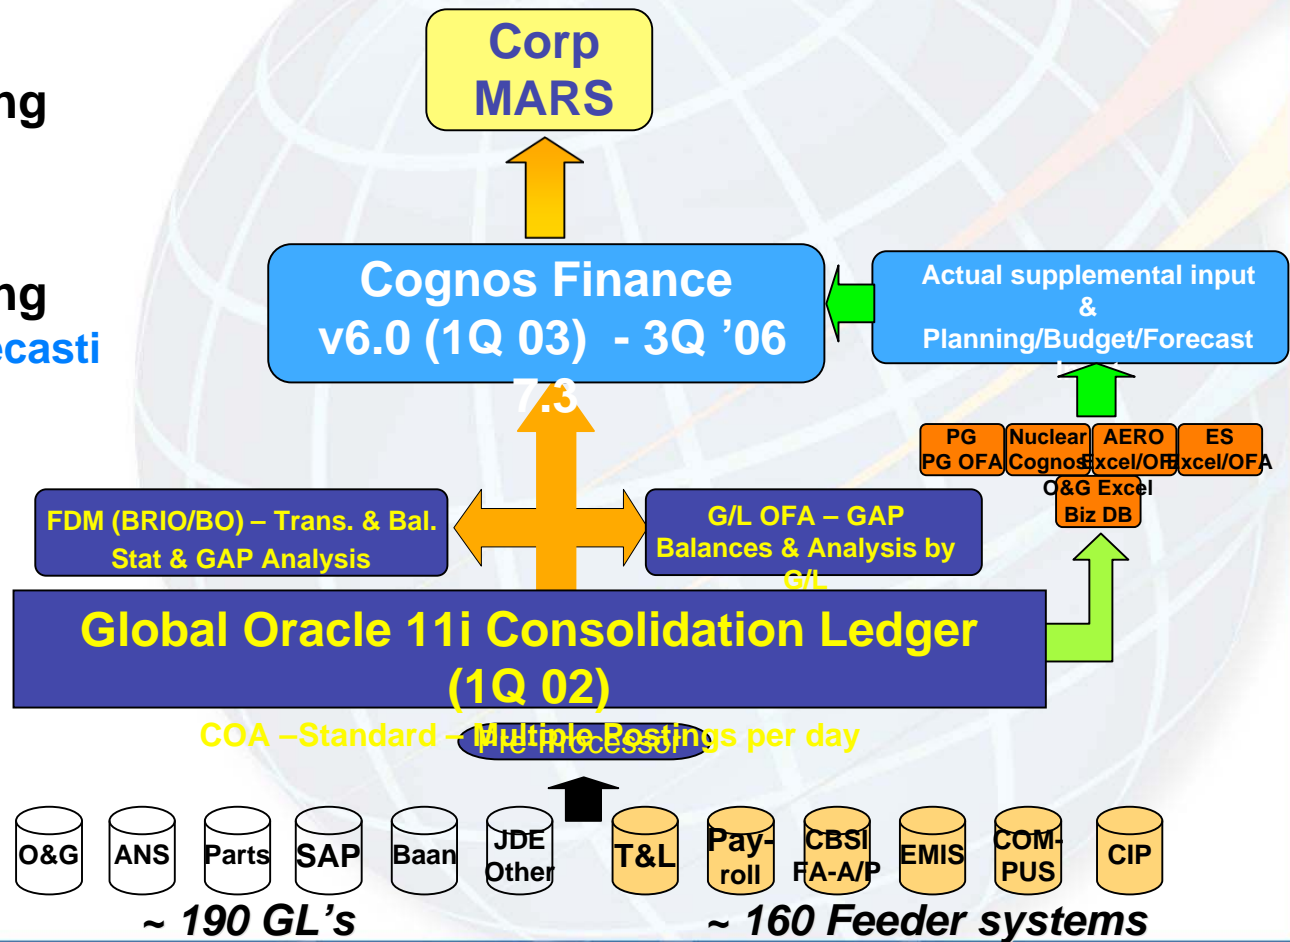 Corp
MARS
ng
Cognos Finance
v6.0 (1Q 03) - 3Q '06
7.3
Actual supplemental input
&
Planning/Budget/Forecast
ng
ecasti
PG
PG OFA
Nuclear
Cognos
AERO
Excel/OF
ES
Excel/OFA
O&G Excel
Biz DB
FDM (BRIO/BO) – Trans. & Bal.
Stat & GAP Analysis
G/L OFA – GAP
Balances & Analysis by
G/L
Global Oracle 11i Consolidation Ledger
(1Q 02)
COA –Standard – Multiple Postings per day
Pre-Processor
O&G
ANS
Parts
SAP
Baan
JDE
Other
T&L
Pay-
roll
CBSI
FA-A/P
EMIS
COM-
PUS
CIP
~ 190 GL's
~ 160 Feeder systems